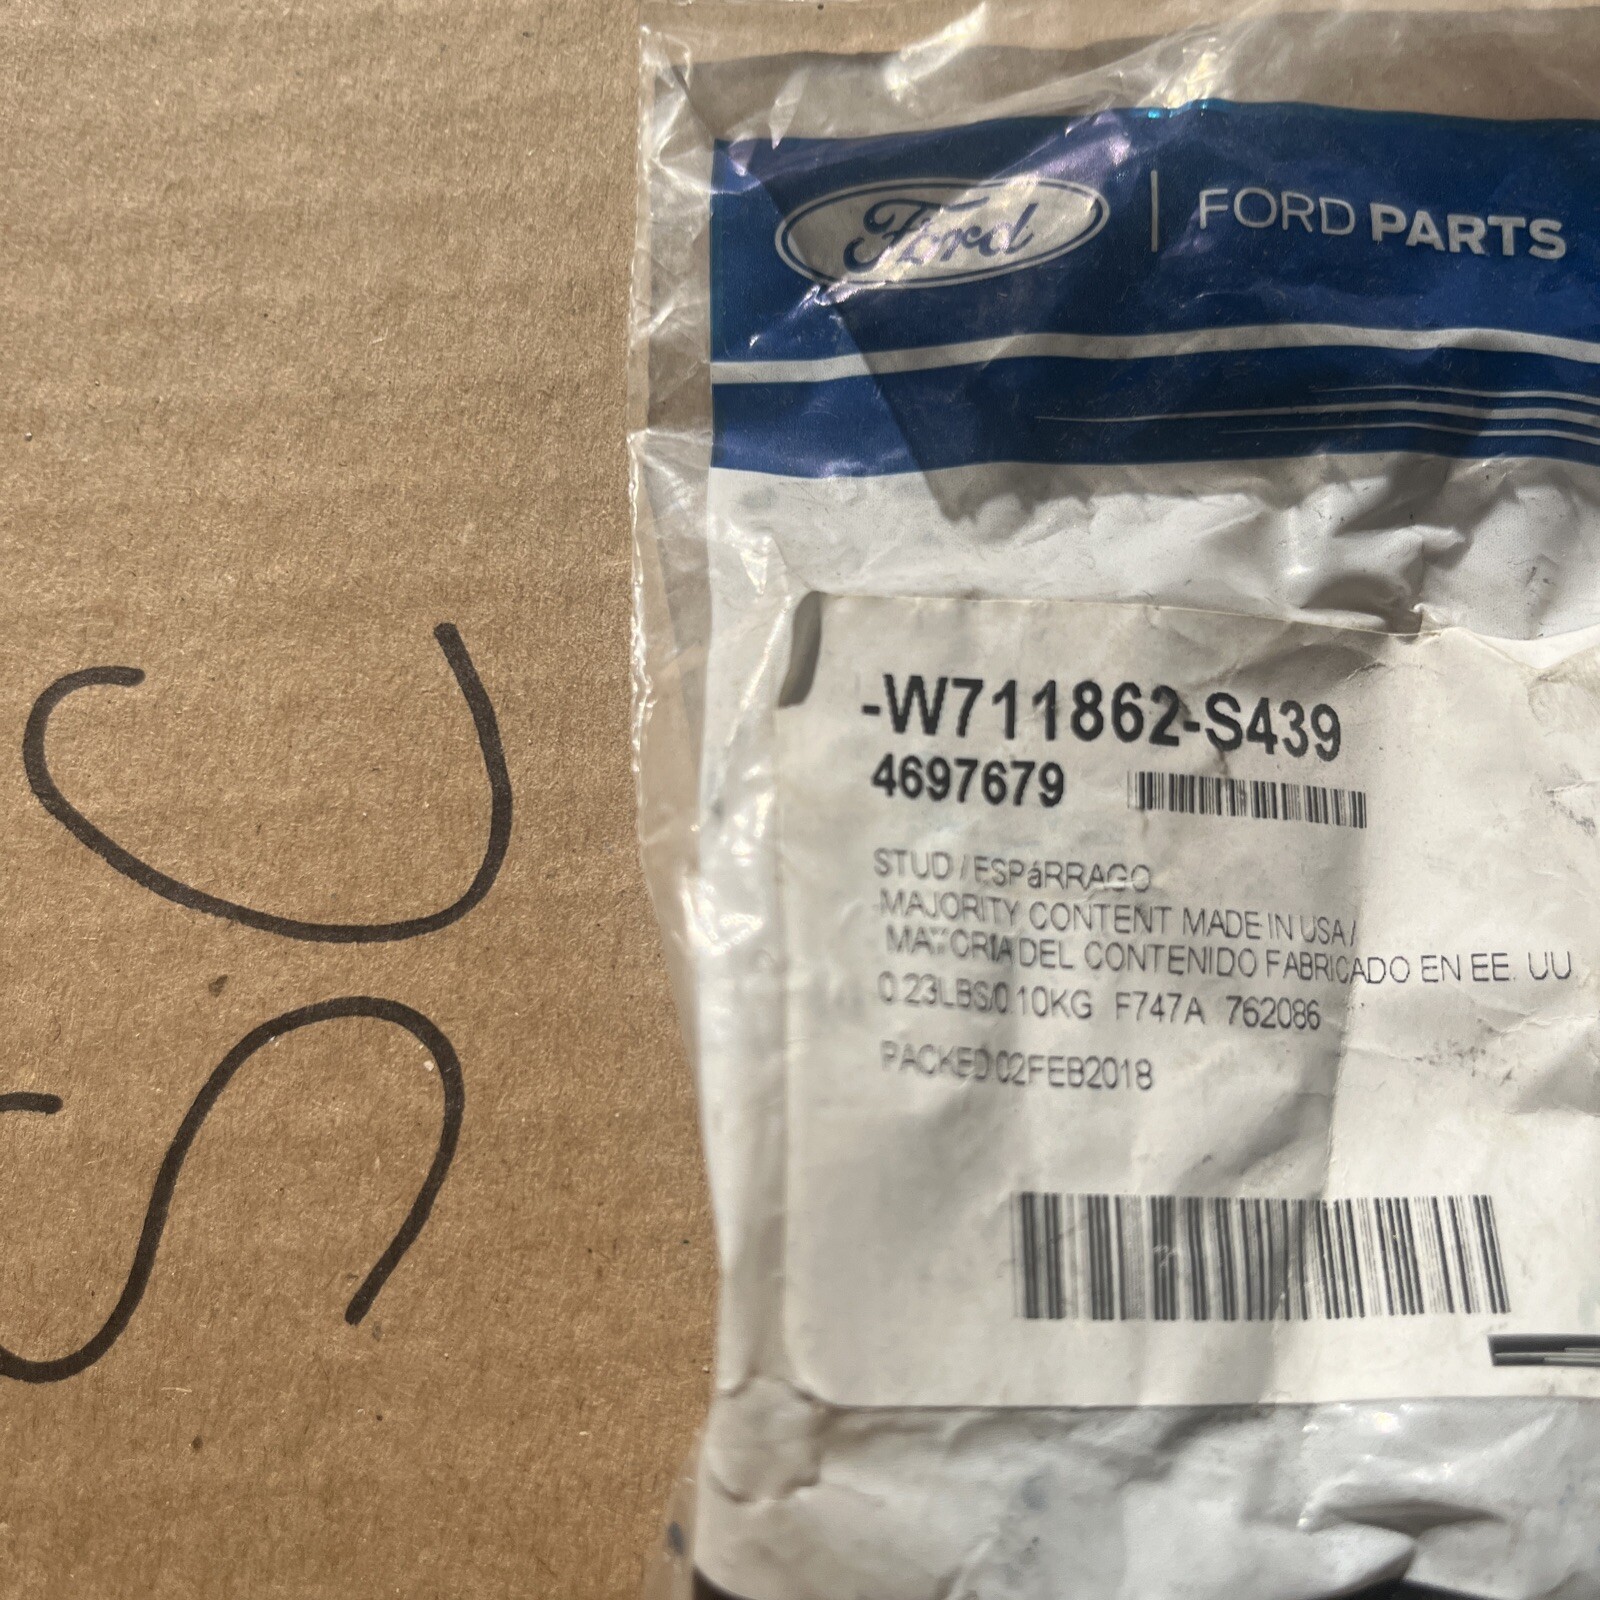 Ford | FORD PARTS
-W711862-S439
4697679
STUD / ESPáRRAGO
MAJORITY CONTENT MADE IN USA /
MAYORIA DEL CONTENIDO FABRICADO EN EE. UU
0.23LBS/0.10KG F747A 762086
PACKED 02FEB2018